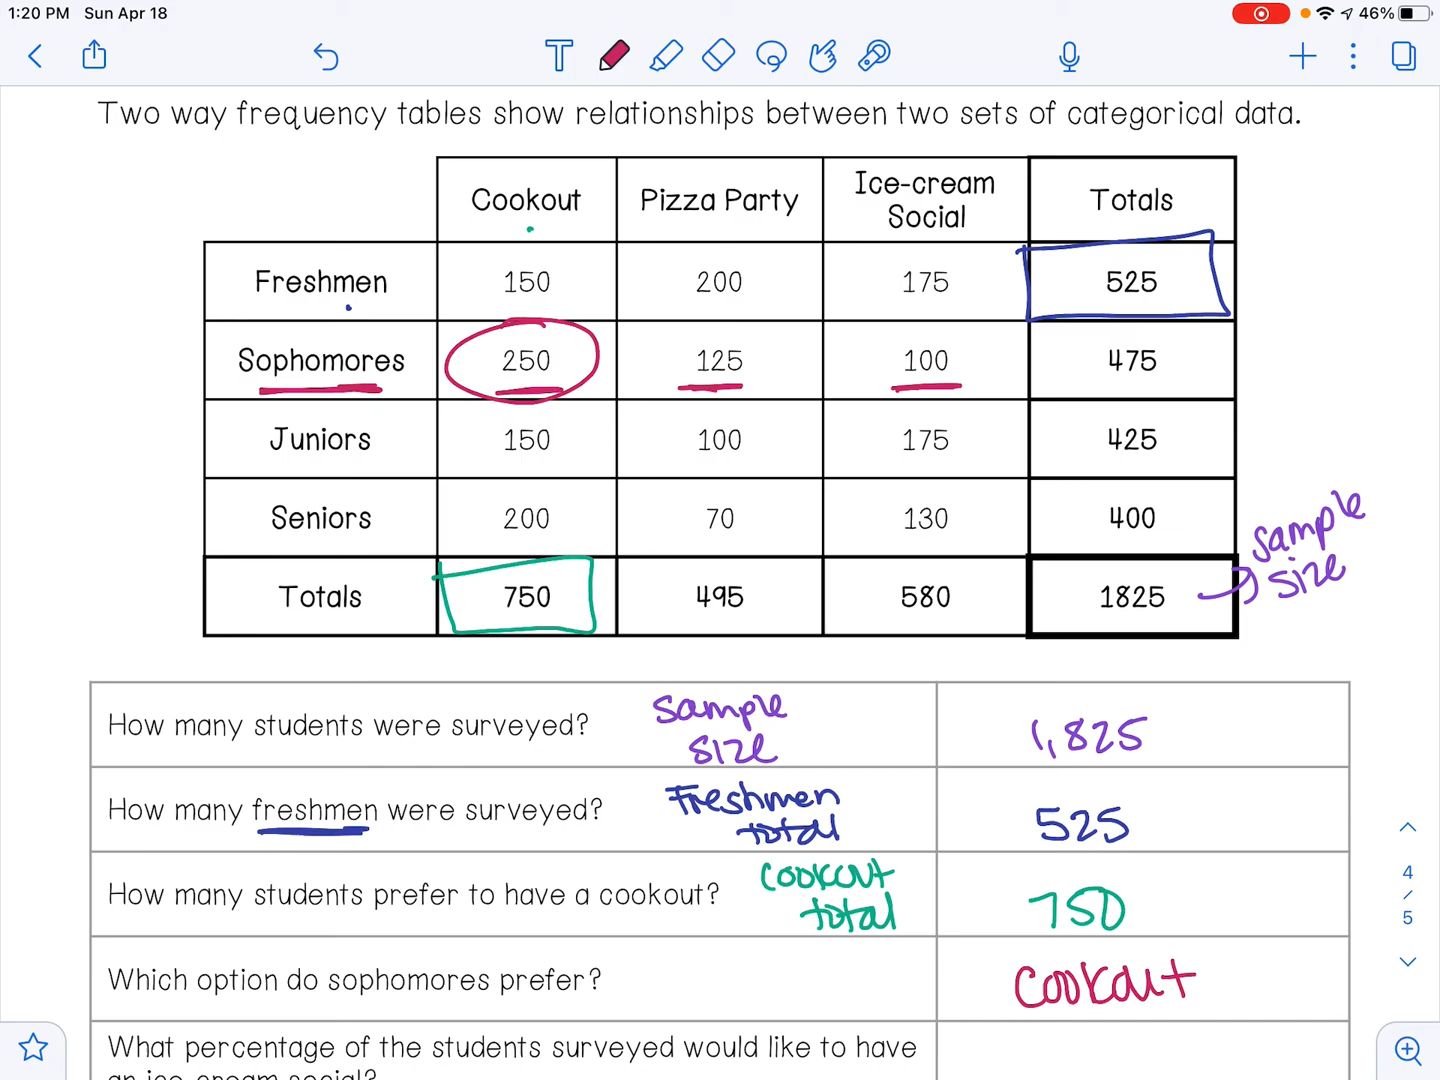 1:20 PM Sun Apr 18 46%
T
Two way frequency tables show relationships between two sets of categorical data.
Cookout Pizza Party Ice-cream Social Totals
Freshmen 150 200 175 525
Sophomores 250 125 100 475
Juniors 150 100 175 425
Seniors 200 70 130 400
Totals 750 495 580 1825
sample
size
How many students were surveyed? sample size 1,825
How many freshmen were surveyed? Freshmen total 525
How many students prefer to have a cookout? cookout total 750
Which option do sophomores prefer? cookout
What percentage of the students surveyed would like to have
an ice-cream social?
4
/
5